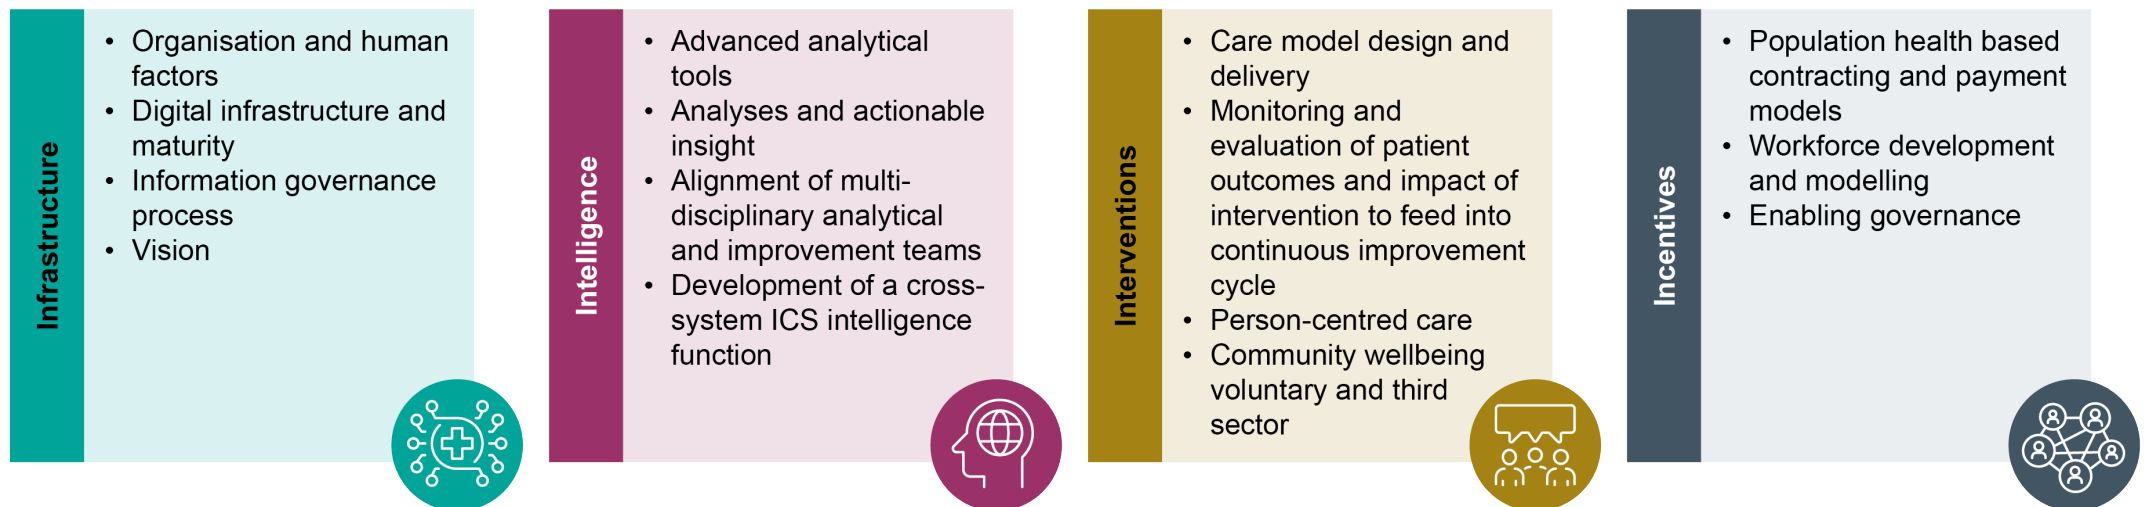 Infrastructure
• Organisation and human
factors
• Digital infrastructure and
maturity
• Information governance
process
• Vision
Intelligence
• Advanced analytical
tools
• Analyses and actionable
insight
• Alignment of multi-
disciplinary analytical
and improvement teams
• Development of a cross-
system ICS intelligence
function
Interventions
• Care model design and
delivery
• Monitoring and
evaluation of patient
outcomes and impact of
intervention to feed into
continuous improvement
cycle
• Person-centred care
• Community wellbeing
voluntary and third
sector
Incentives
• Population health based
contracting and payment
models
• Workforce development
and modelling
• Enabling governance